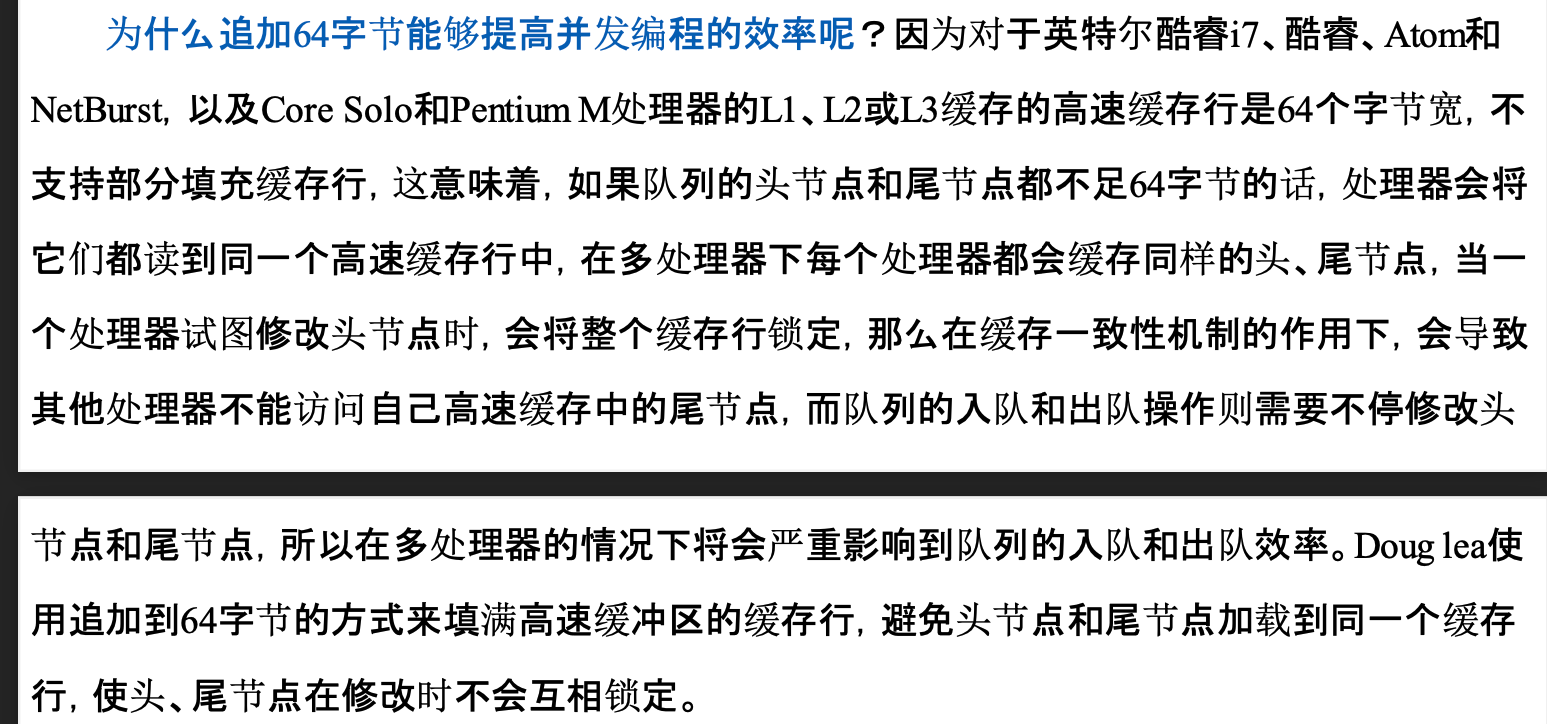 为什么追加64字节能够提高并发编程的效率呢？因为对于英特尔酷睿i7、酷睿、Atom和
NetBurst，以及Core Solo和Pentium M处理器的L1、L2或L3缓存的高速缓存行是64个字节宽，不
支持部分填充缓存行，这意味着，如果队列的头节点和尾节点都不足64字节的话，处理器会将
它们都读到同一个高速缓存行中，在多处理器下每个处理器都会缓存同样的头、尾节点，当一
个处理器试图修改头节点时，会将整个缓存行锁定，那么在缓存一致性机制的作用下，会导致
其他处理器不能访问自己高速缓存中的尾节点，而队列的入队和出队操作则需要不停修改头
节点和尾节点，所以在多处理器的情况下将会严重影响到队列的入队和出队效率。Doug lea使
用追加到64字节的方式来填满高速缓冲区的缓存行，避免头节点和尾节点加载到同一个缓存
行，使头、尾节点在修改时不会互相锁定。